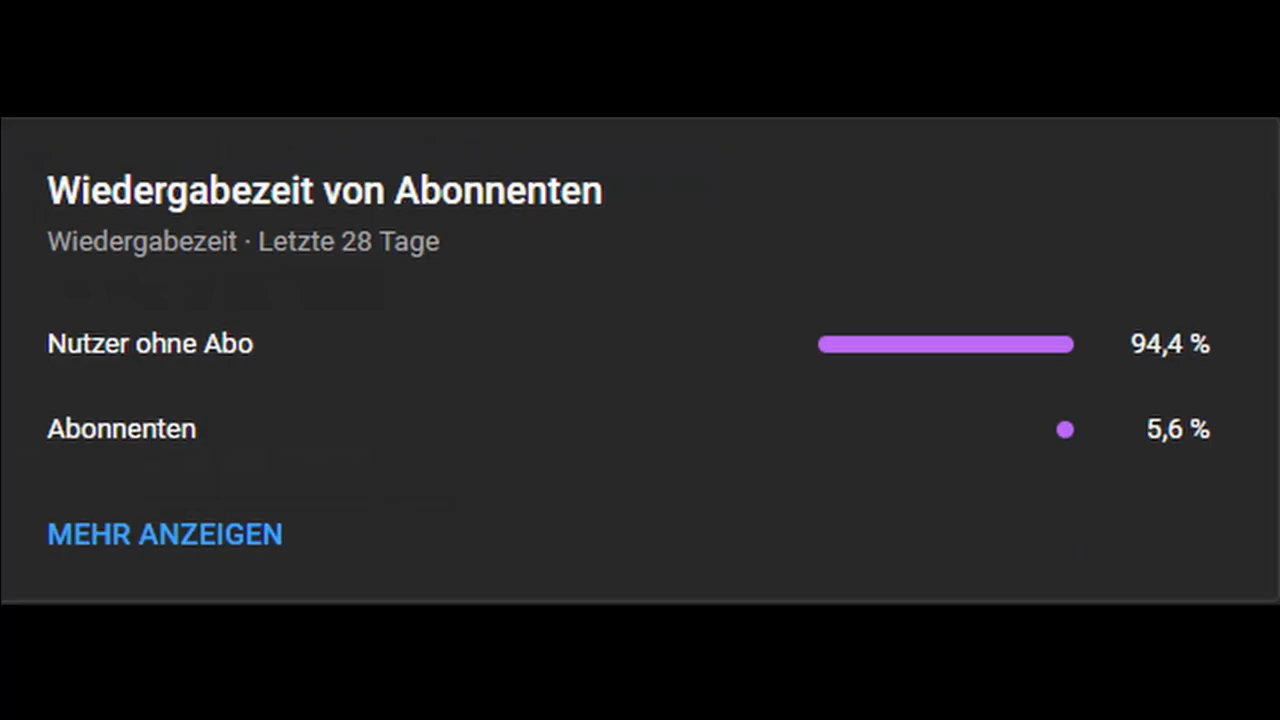 Wiedergabezeit von Abonnenten
Wiedergabezeit · Letzte 28 Tage
Nutzer ohne Abo 94,4 %
Abonnenten 5,6 %
MEHR ANZEIGEN